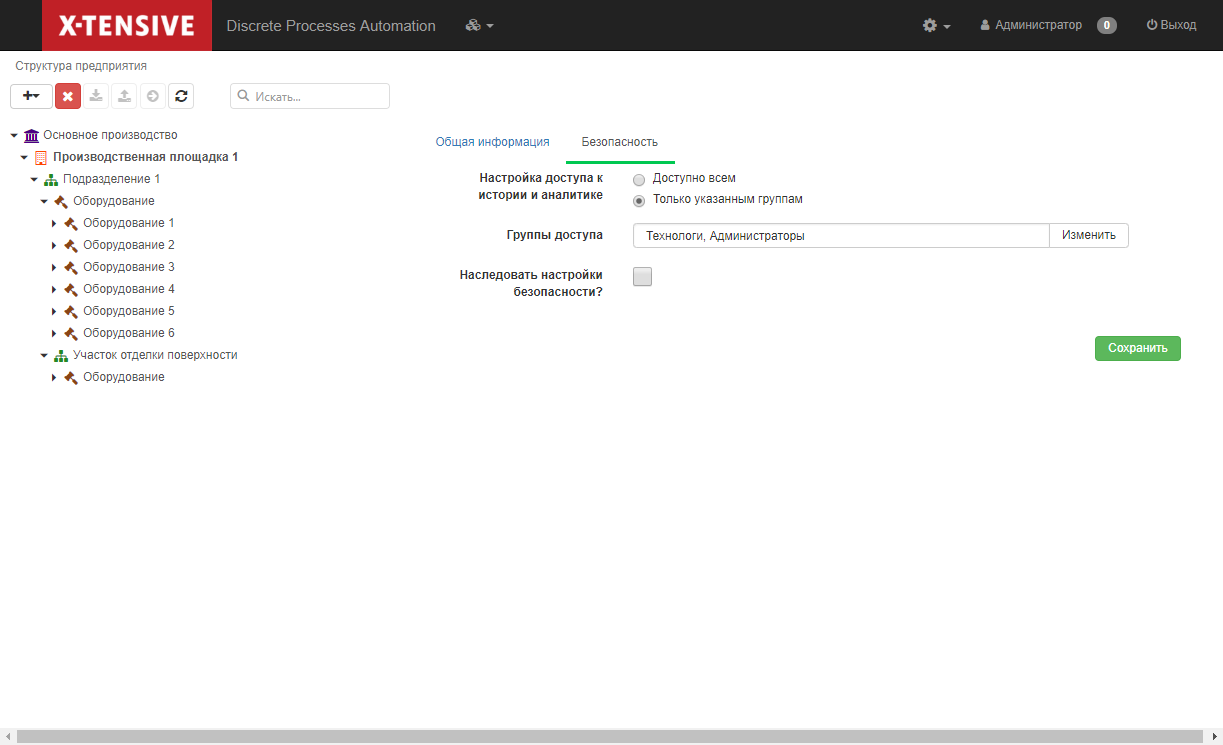 X-TENSIVE Discrete Processes Automation Администратор 0 Выход
Структура предприятия
Искать...
Основное производство
Производственная площадка 1
Подразделение 1
Оборудование
Оборудование 1
Оборудование 2
Оборудование 3
Оборудование 4
Оборудование 5
Оборудование 6
Участок отделки поверхности
Оборудование
Общая информация Безопасность
Настройка доступа к
истории и аналитике
Доступно всем
Только указанным группам
Группы доступа Технологи, Администраторы Изменить
Наследовать настройки
безопасности?
Сохранить